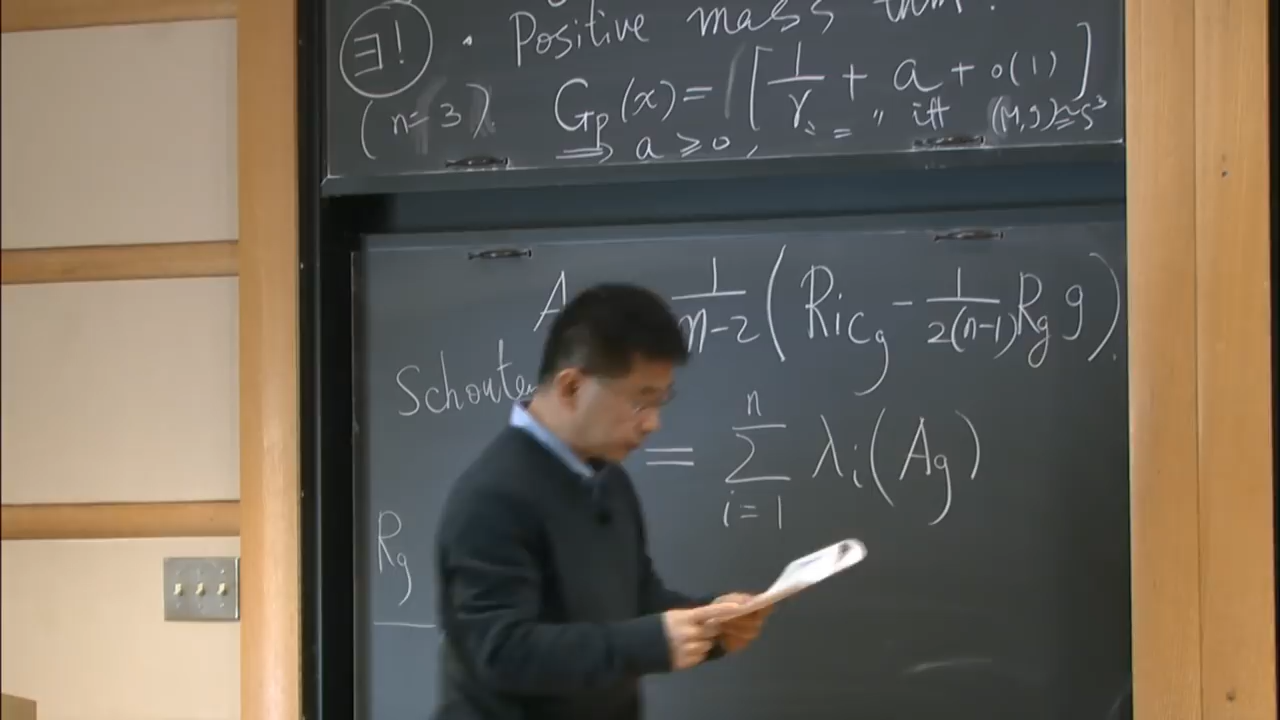 ∃! · Positive mass thm.
(n=3). G_p(x) = [1/r + a + o(1)]
⟹ a ≥ 0, "=" iff (M,g) ≅ S³
A 1/(n-2) (Ric_g - 1/(2(n-1)) R_g g).
Schouten
= ∑_{i=1}^{n} λ_i(A_g)
R_g